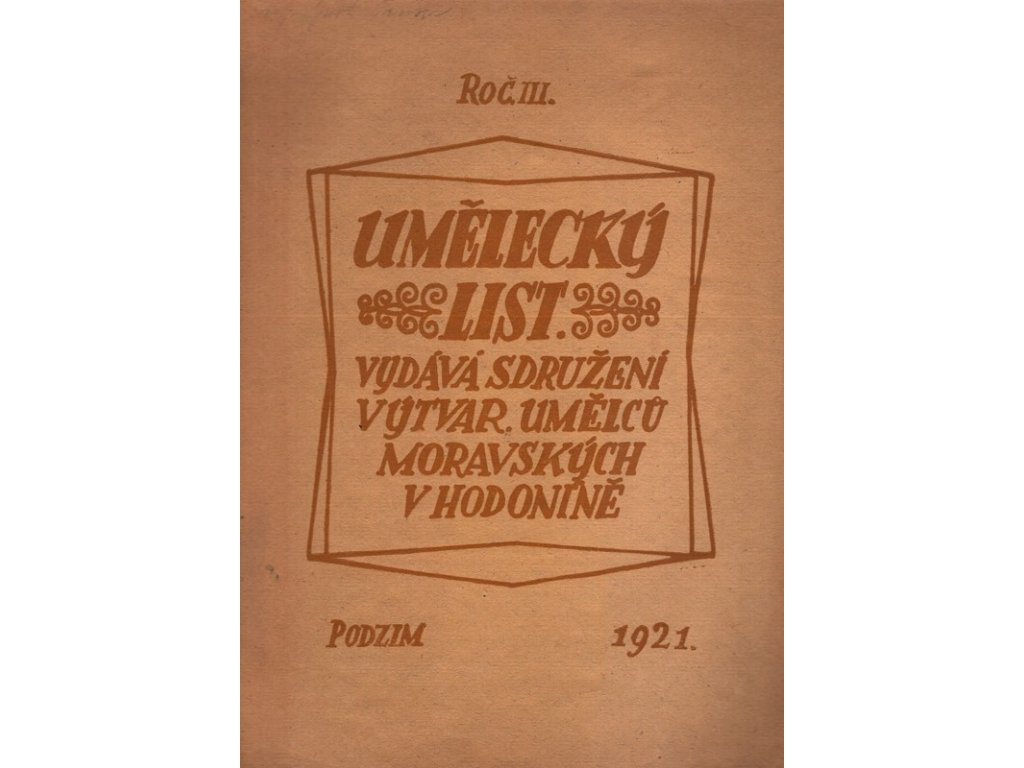 ROČ. III.
UMĚLECKÝ
LIST.
VYDÁVÁ SDRUŽENÍ
VÝTVAR. UMĚLCŮ
MORAVSKÝCH
V HODONÍNĚ
PODZIM 1921.